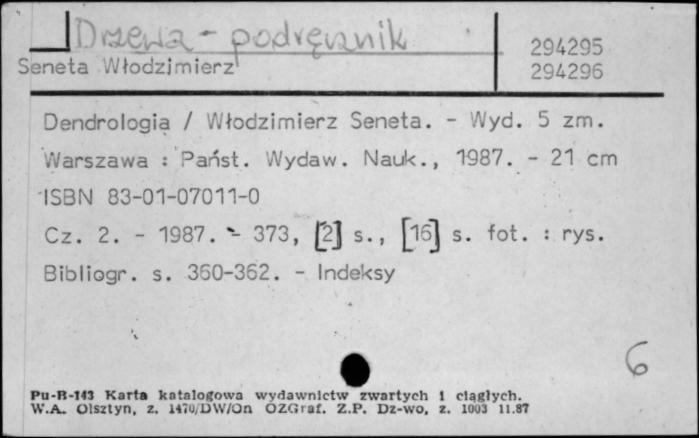 Drzewa - podręcznik
294295
Seneta Włodzimierz
294296
Dendrologia / Włodzimierz Seneta. - Wyd. 5 zm.
Warszawa : Państ. Wydaw. Nauk., 1987. - 21 cm
ISBN 83-01-07011-0
Cz. 2. - 1987. - 373, [2] s., [16] s. fot. : rys.
Bibliogr. s. 360-362. - Indeksy
6
Pu-B-143 Karta katalogowa wydawnictw zwartych i ciągłych.
W.A. Olsztyn, z. 1470/DW/On OZGraf. Z.P. Dz-wo, z. 1003 11.87